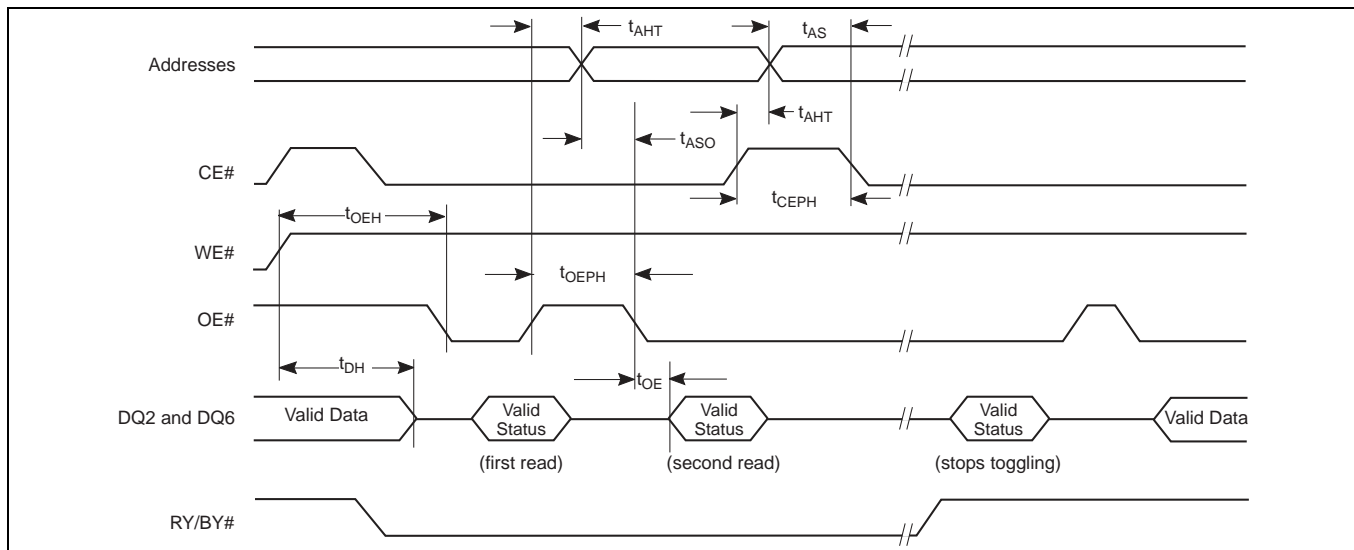 tAHT
tAS
Addresses
tAHT
tASO
CE#
tCEPH
tOEH
WE#
tOEPH
OE#
tDH
tOE
DQ2 and DQ6
Valid Data
Valid
Status
Valid
Status
Valid
Status
Valid Data
(first read)
(second read)
(stops toggling)
RY/BY#